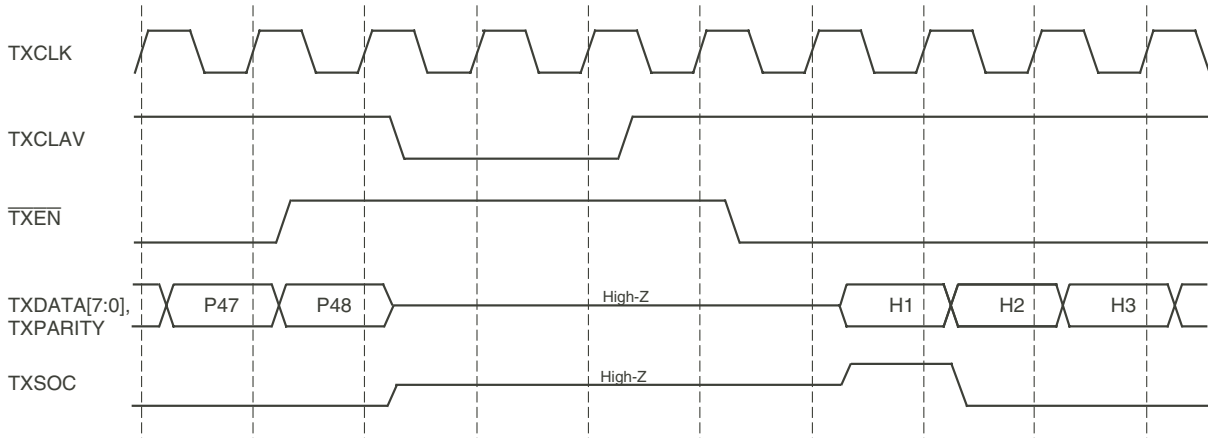 TXCLK
TXCLAV
TXEN
TXDATA[7:0],
TXPARITY
P47
P48
High-Z
H1
H2
H3
TXSOC
High-Z